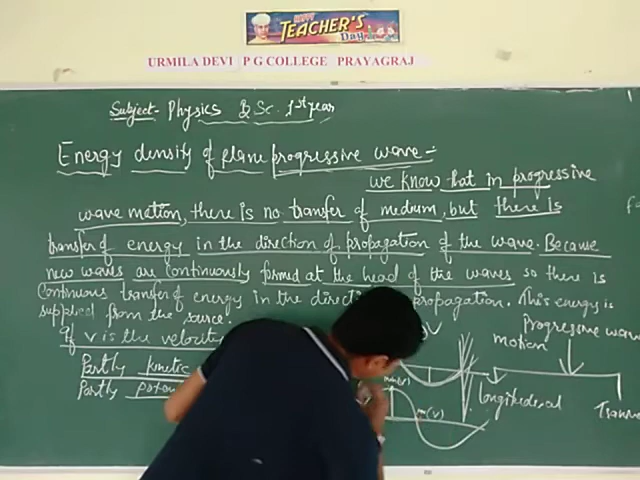 HAPPY
TEACHER'S
DAY
URMILA DEVI P G COLLEGE PRAYAGRAJ
Subject- Physics B.Sc. 1st year
Energy density of plane progressive wave :-
we know that in progressive
wave motion, there is no transfer of medium, but there is
transfer of energy in the direction of propagation of the wave. Because
new waves are continuously formed at the head of the waves so there is
Continuous transfer of energy in the direc propagation. This energy is
supplied from the source.
If v is the velocity
Progressive wave
motion
Partly kinetic
Partly poten
longitudenal
Transv